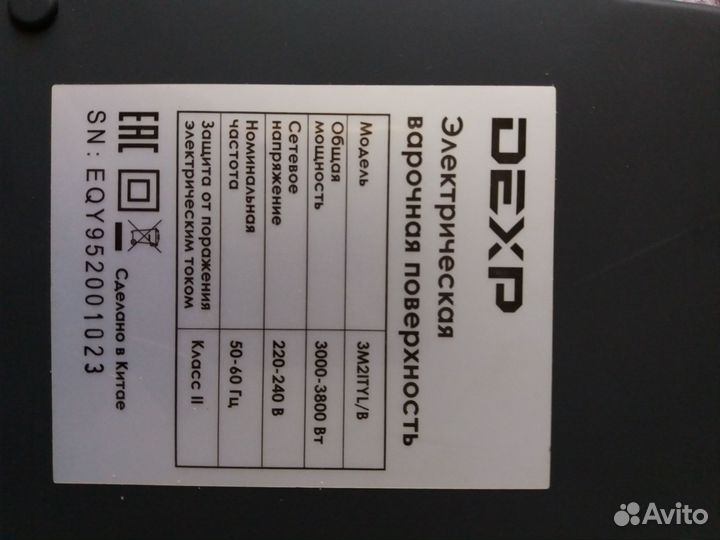 DEXP
Электрическая
варочная поверхность
Модель 3M2ITYL/B
Общая
мощность 3000-3800 Вт
Сетевое
напряжение 220-240 В
Номинальная
частота 50-60 Гц
Защита от поражения
электрическим током Класс II
EAC Сделано в Китае
SN: EQY952001023
Avito